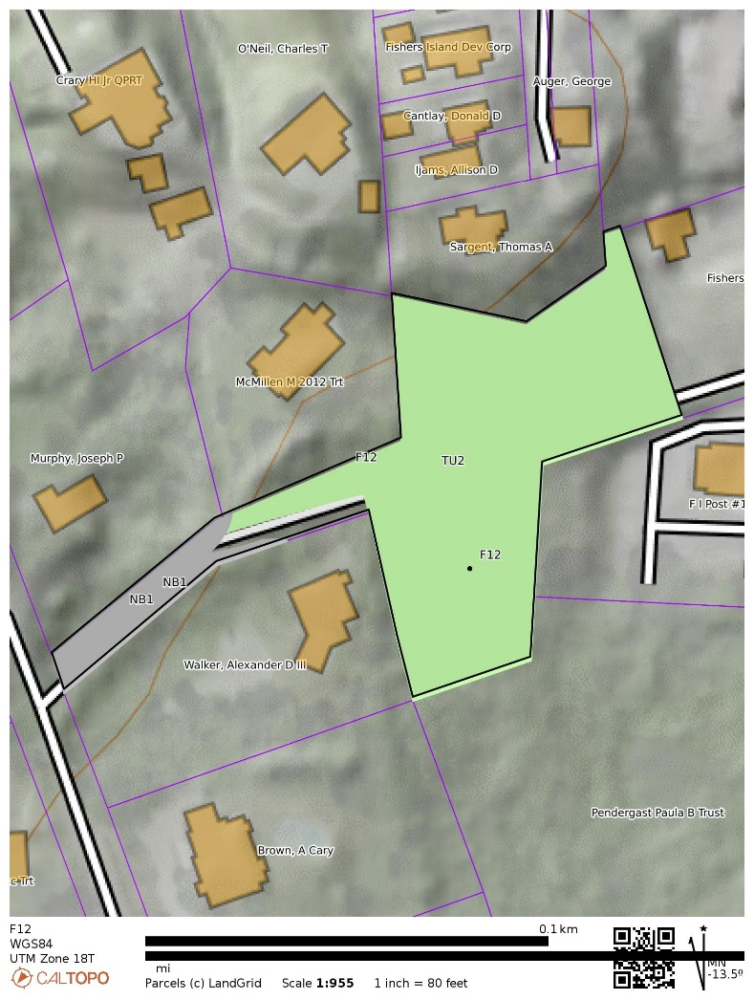 O'Neil, Charles T
Fishers Island Dev Corp
Crary HI Jr QPRT
Auger, George
Cantlay, Donald D
Ijams, Allison D
Sargent, Thomas A
Fishers
McMillen M 2012 Trt
Murphy, Joseph P
F12
TU2
F I Post #1
F12
NB1
NB1
Walker, Alexander D III
Pendergast Paula B Trust
Brown, A Cary
c Trt
F12
WGS84
UTM Zone 18T
CALTOPO
0.1 km
mi
Parcels (c) LandGrid Scale 1:955 1 inch = 80 feet
MN
-13.5º